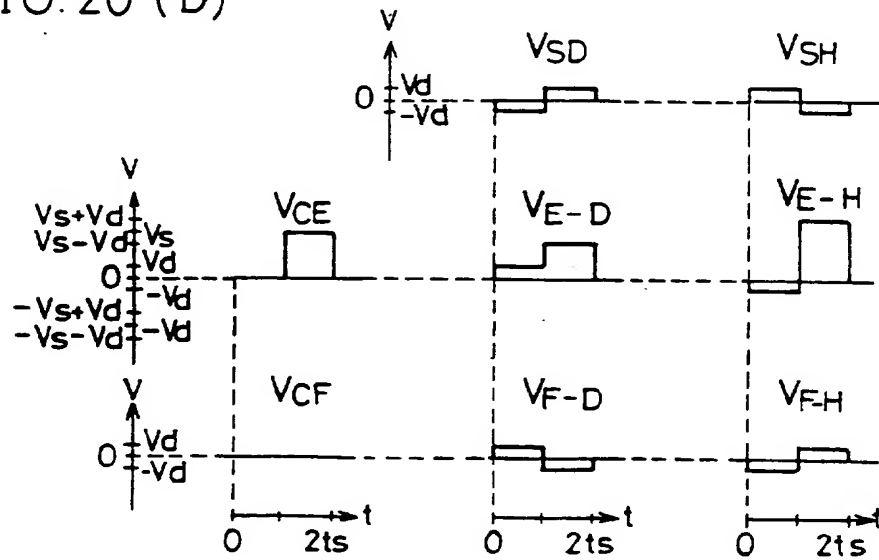 IG. 20 (D)
V
VSD
VSH
0
Vd
-Vd
V
Vs+Vd
Vs-Vd
Vs
Vd
0
-Vd
-Vs+Vd
-Vs-Vd
-Vd
VCE
VE-D
VE-H
V
VCF
VF-D
VF-H
0
Vd
-Vd
t
t
t
0
2ts
0
2ts
0
2ts